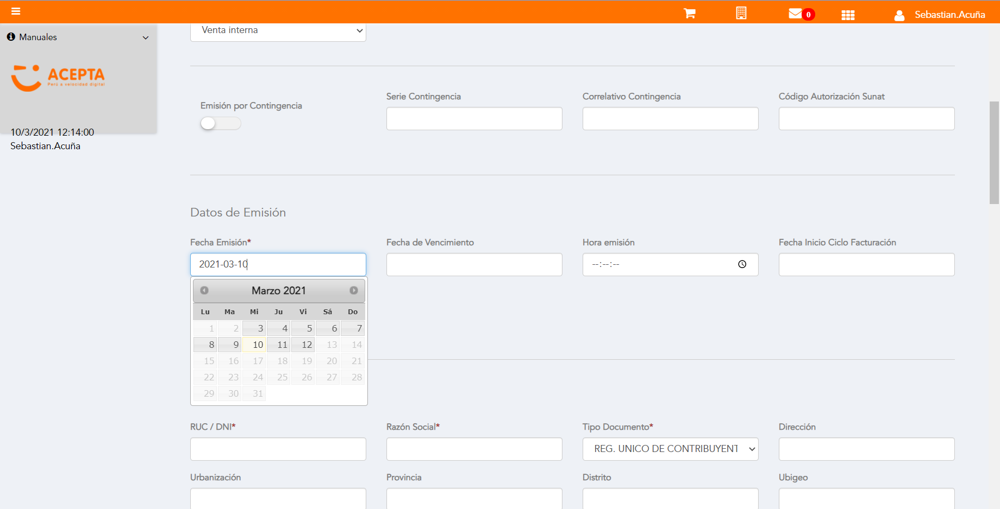 0
Sebastian.Acuña
Manuales
Venta interna
ACEPTA
Perú a velocidad digital
Emisión por Contingencia
Serie Contingencia
Correlativo Contingencia
Código Autorización Sunat
10/3/2021 12:14:00
Sebastian.Acuña
Datos de Emisión
Fecha Emisión*
Fecha de Vencimiento
Hora emisión
Fecha Inicio Ciclo Facturación
2021-03-10
--:--:--
Marzo 2021
Lu Ma Mi Ju Vi Sá Do
1 2 3 4 5 6 7
8 9 10 11 12 13 14
15 16 17 18 19 20 21
22 23 24 25 26 27 28
29 30 31
RUC / DNI*
Razón Social*
Tipo Documento*
Dirección
REG. UNICO DE CONTRIBUYENT
Urbanización
Provincia
Distrito
Ubigeo